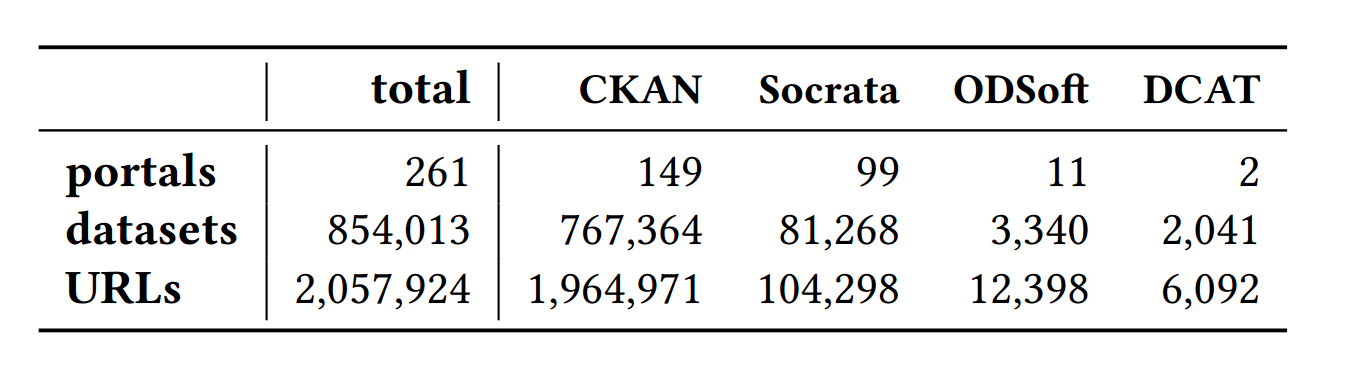 total CKAN Socrata ODSoft DCAT
portals 261 149 99 11 2
datasets 854,013 767,364 81,268 3,340 2,041
URLs 2,057,924 1,964,971 104,298 12,398 6,092